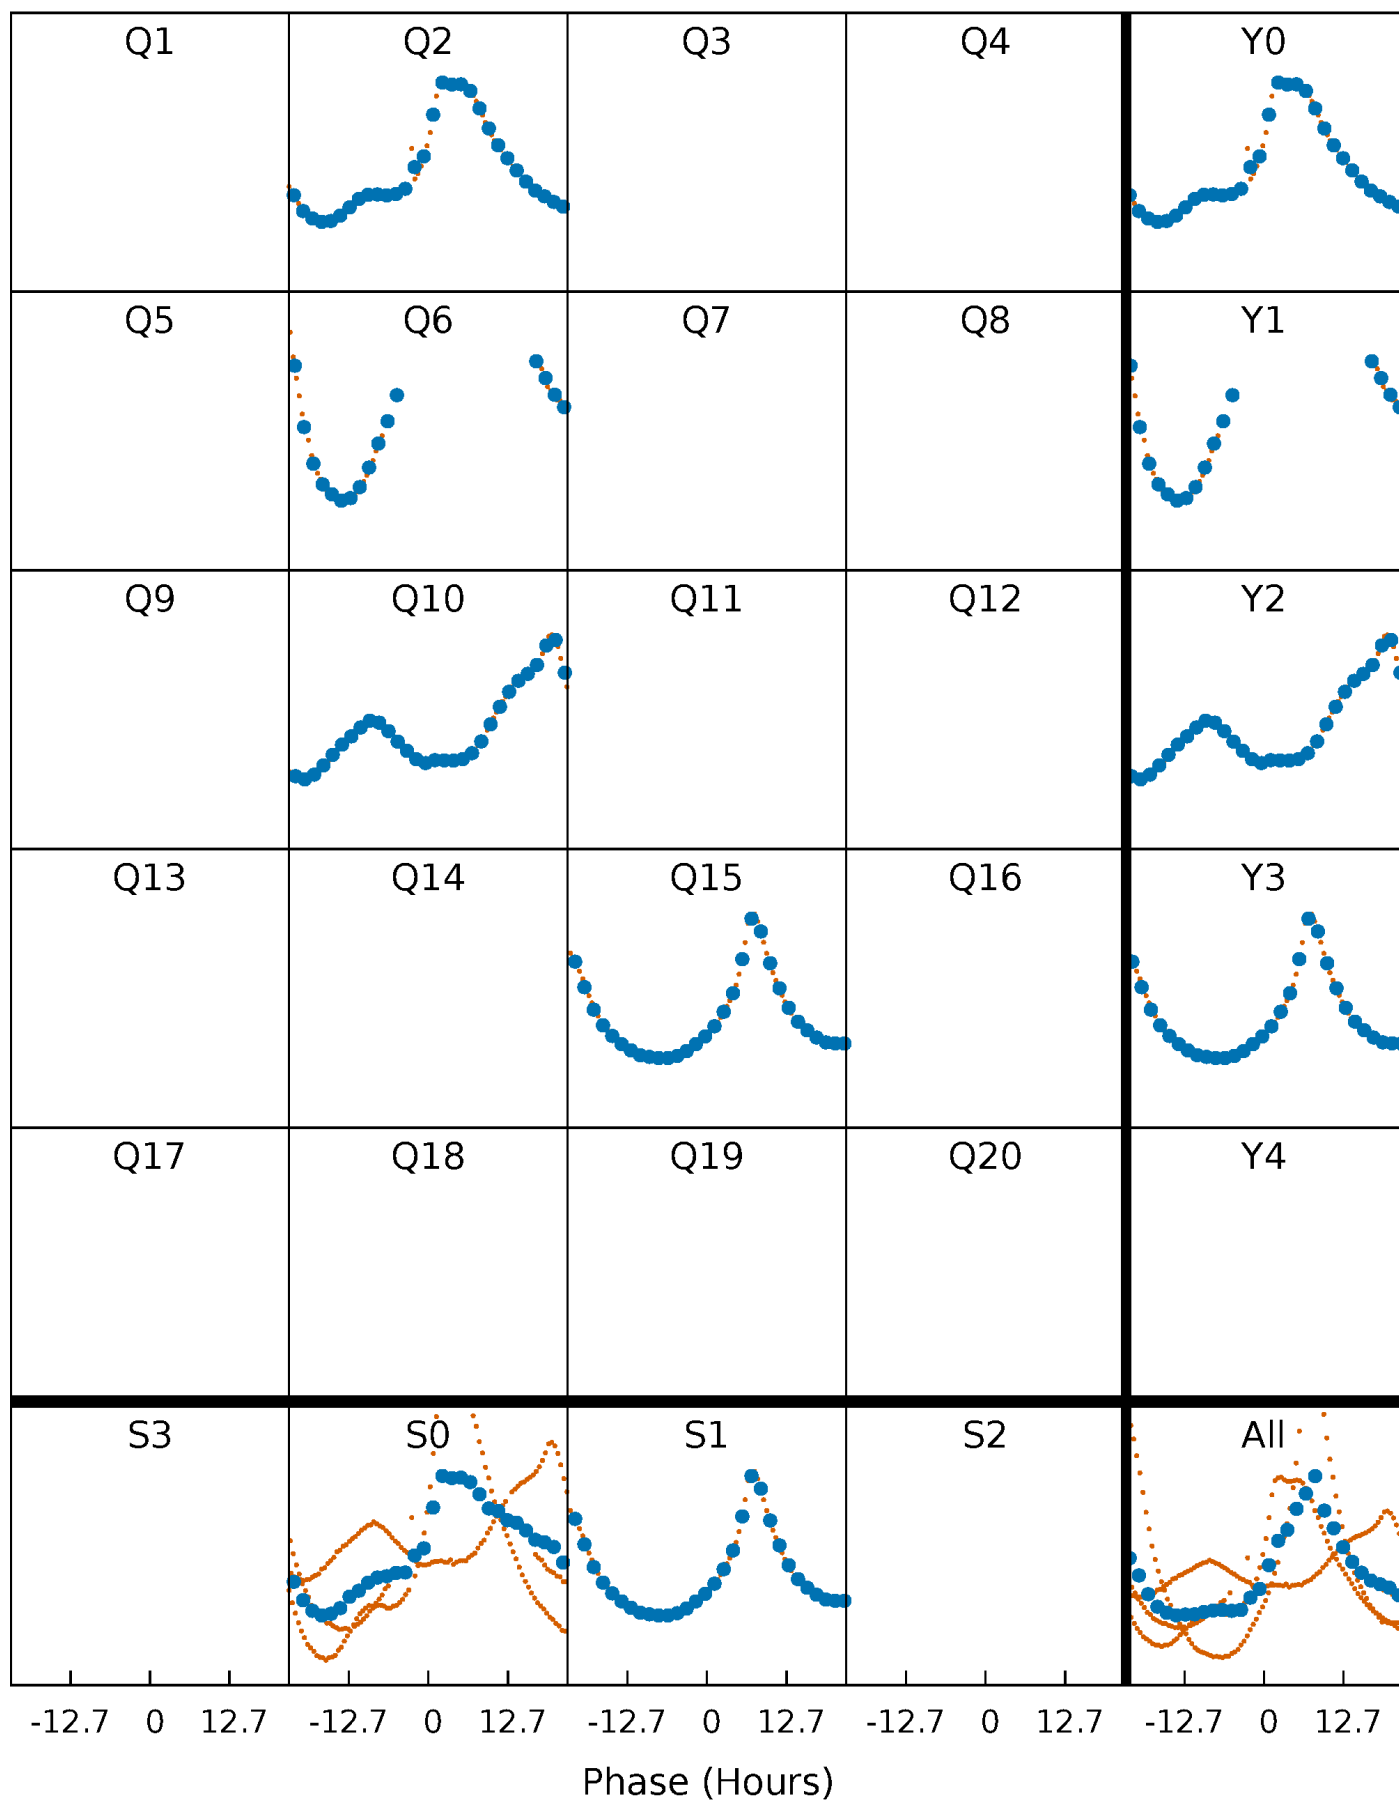 Q1 Q2 Q3 Q4 Y0
Q5 Q6 Q7 Q8 Y1
Q9 Q10 Q11 Q12 Y2
Q13 Q14 Q15 Q16 Y3
Q17 Q18 Q19 Q20 Y4
S3 S0 S1 S2 All
-12.7 0 12.7 -12.7 0 12.7 -12.7 0 12.7 -12.7 0 12.7 -12.7 0 12.7
Phase (Hours)